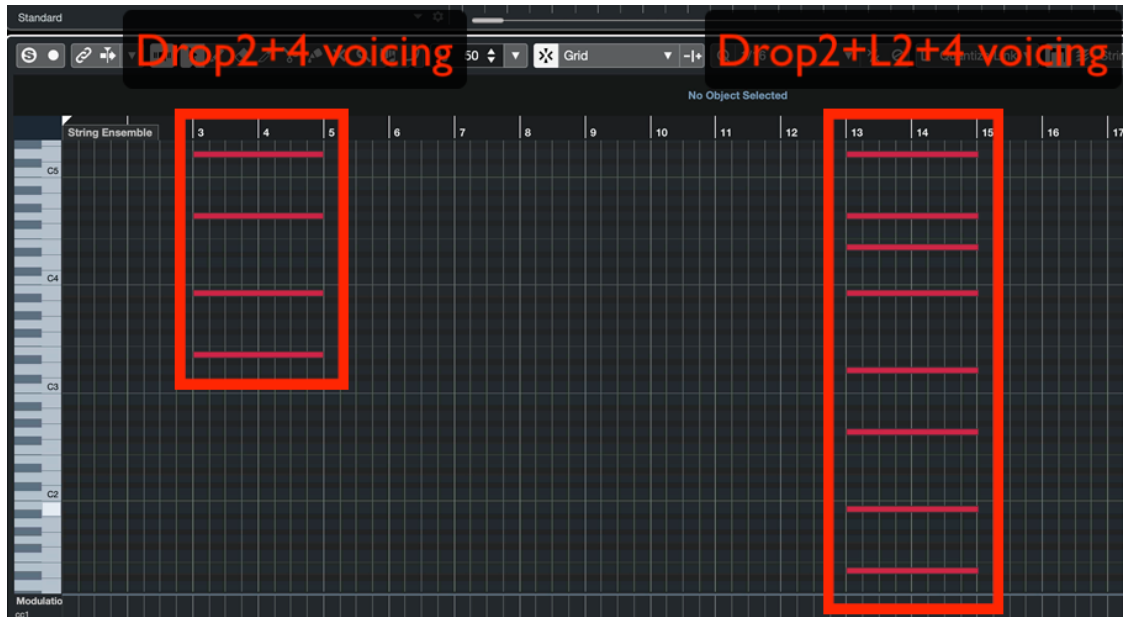 Standard
Drop2+4 voicing
Drop2+L2+4 voicing
50
Grid
No Object Selected
String Ensemble
3 4 5 6 7 8 9 10 11 12 13 14 15 16 17
C5
C4
C3
C2
Modulatio
cc1